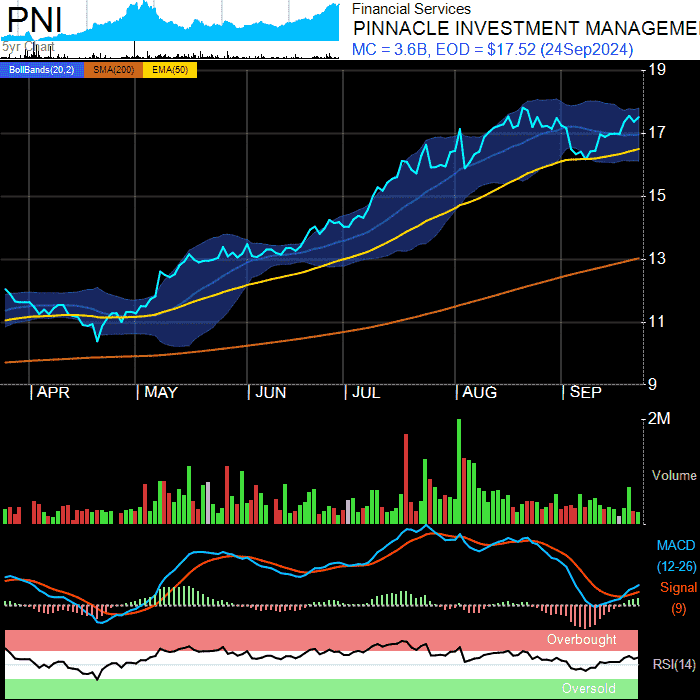 PNI
5yr Chart
Financial Services
PINNACLE INVESTMENT MANAGEME
MC = 3.6B, EOD = $17.52 (24Sep2024)
BollBands(20,2) SMA(200) EMA(50)
19
17
15
13
11
9
APR MAY JUN JUL AUG SEP
2M
Volume
MACD
(12-26)
Signal
(9)
Overbought
RSI(14)
Oversold